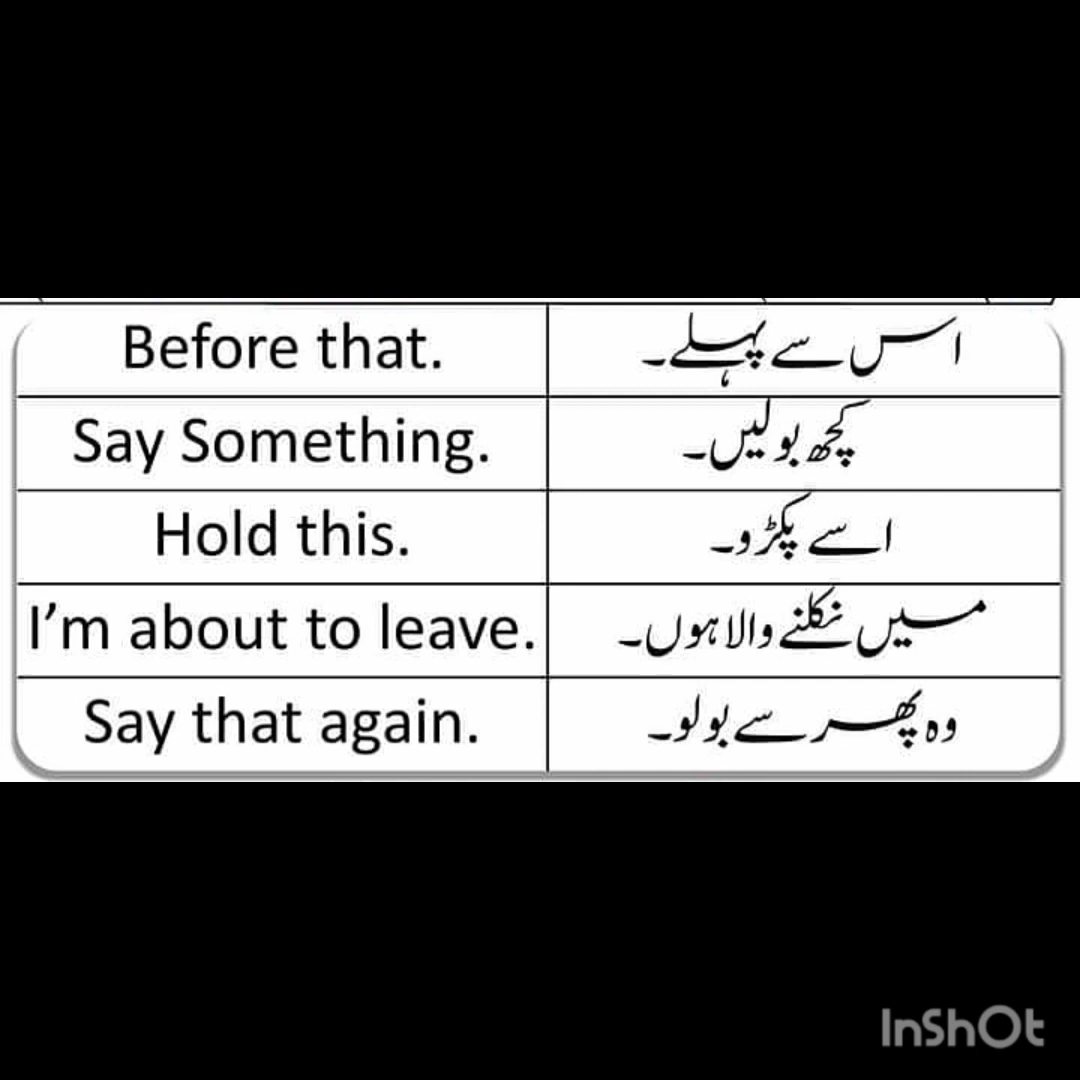 Before that. اس سے پہلے۔
Say Something. کچھ بولیں۔
Hold this. اسے پکڑو۔
I’m about to leave. میں نکلنے والا ہوں۔
Say that again. وہ پھر سے بولو۔
InShOt